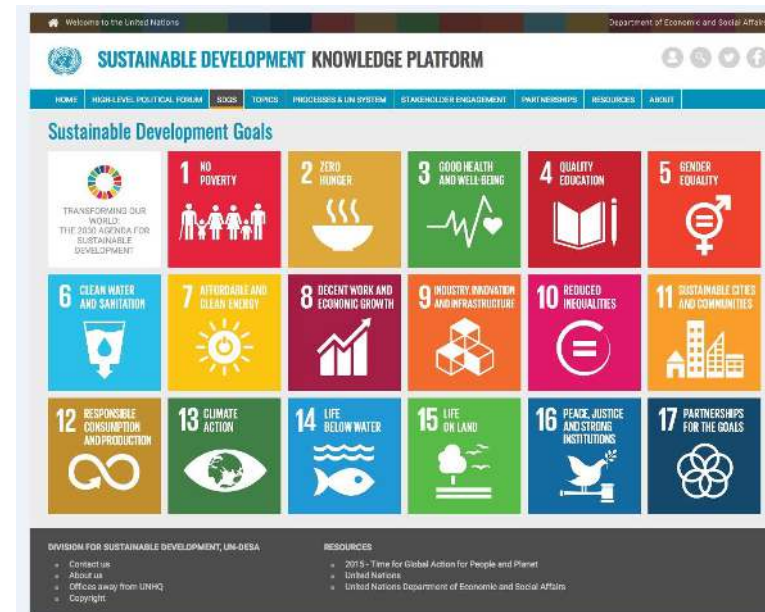 Welcome to the United Nations
Department of Economic and Social Affairs
SUSTAINABLE DEVELOPMENT KNOWLEDGE PLATFORM
HOME HIGH-LEVEL POLITICAL FORUM SDGS TOPICS PROCESSES & UN SYSTEM STAKEHOLDER ENGAGEMENT PARTNERSHIPS RESOURCES ABOUT
Sustainable Development Goals
TRANSFORMING OUR
WORLD:
THE 2030 AGENDA FOR
SUSTAINABLE
DEVELOPMENT
1 NO
POVERTY
2 ZERO
HUNGER
3 GOOD HEALTH
AND WELL-BEING
4 QUALITY
EDUCATION
5 GENDER
EQUALITY
6 CLEAN WATER
AND SANITATION
7 AFFORDABLE AND
CLEAN ENERGY
8 DECENT WORK AND
ECONOMIC GROWTH
9 INDUSTRY, INNOVATION
AND INFRASTRUCTURE
10 REDUCED
INEQUALITIES
11 SUSTAINABLE CITIES
AND COMMUNITIES
12 RESPONSIBLE
CONSUMPTION
AND PRODUCTION
13 CLIMATE
ACTION
14 LIFE
BELOW WATER
15 LIFE
ON LAND
16 PEACE, JUSTICE
AND STRONG
INSTITUTIONS
17 PARTNERSHIPS
FOR THE GOALS
DIVISION FOR SUSTAINABLE DEVELOPMENT, UN-DESA
Contact us
About us
Offices away from UNHQ
Copyright
RESOURCES
2015 - Time for Global Action for People and Planet
United Nations
United Nations Department of Economic and Social Affairs